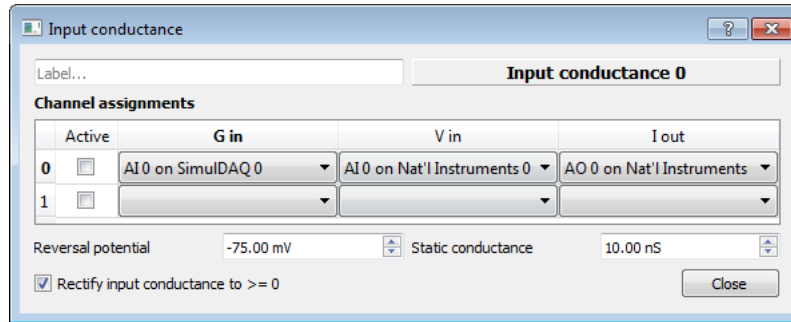 Input conductance
Label...
Input conductance 0
Channel assignments
Active G in V in I out
0 AI 0 on SimulDAQ 0 AI 0 on Nat'l Instruments 0 AO 0 on Nat'l Instruments
1
Reversal potential -75.00 mV Static conductance 10.00 nS
Rectify input conductance to >= 0 Close